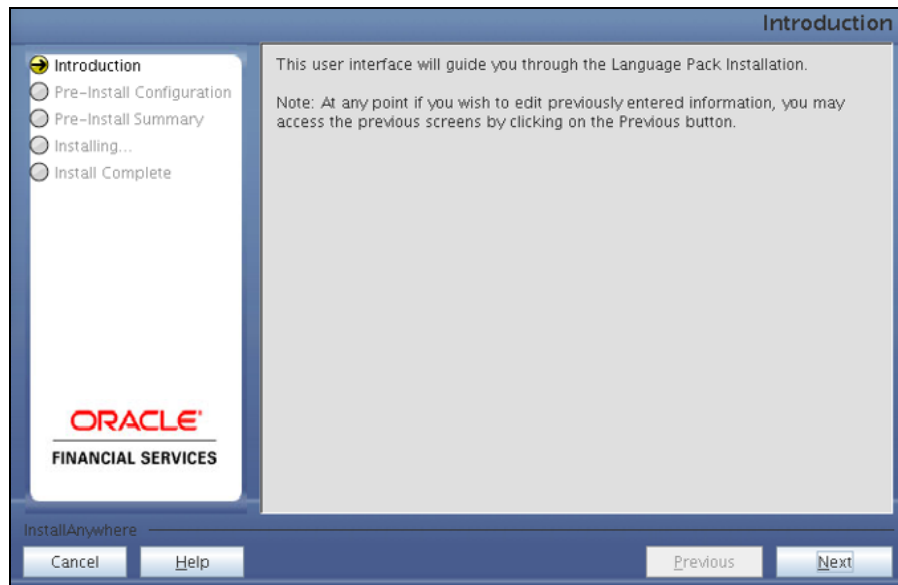 Introduction
Introduction
Pre-Install Configuration
Pre-Install Summary
Installing...
Install Complete
ORACLE'
FINANCIAL SERVICES
This user interface will guide you through the Language Pack Installation.
Note: At any point if you wish to edit previously entered information, you may
access the previous screens by clicking on the Previous button.
InstallAnywhere
Cancel
Help
Previous
Next